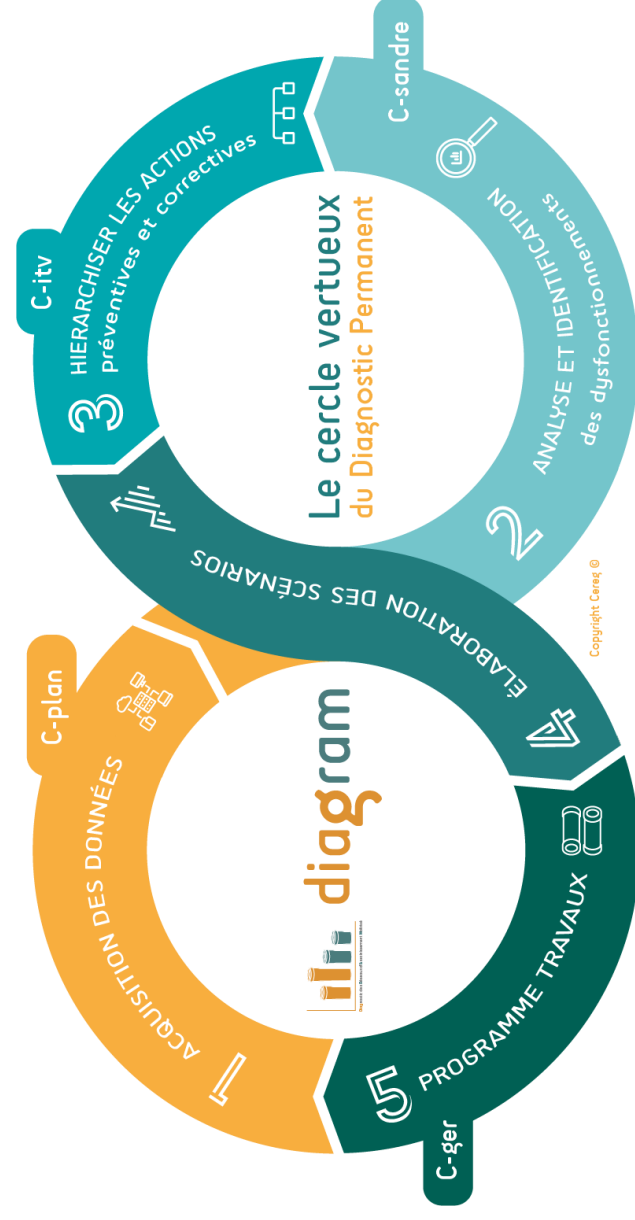 C-plan
1 ACQUISITION DES DONNÉES
C-sandre
2 ANALYSE ET IDENTIFICATION
des dysfonctionnements
C-itv
3 HIERARCHISER LES ACTIONS
préventives et correctives
4 ÉLABORATION DES SCÉNARIOS
C-ger
5 PROGRAMME TRAVAUX
diagram
Le cercle vertueux
du Diagnostic Permanent
Copyright Cereg ©